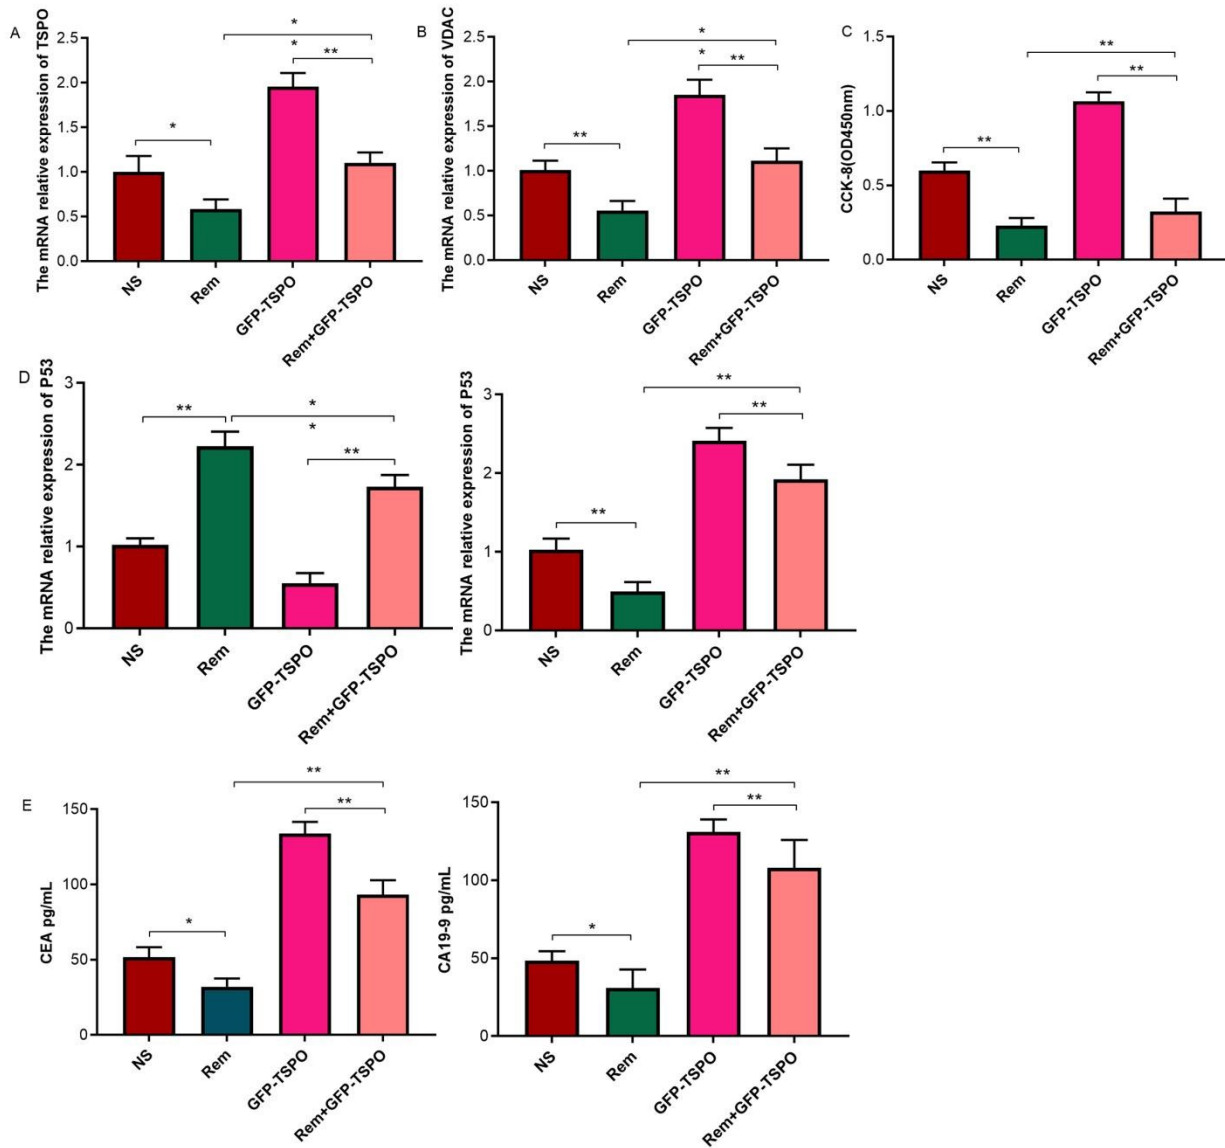 A
The mRNA relative expression of TSPO
2.5
2.0
1.5
1.0
0.5
0.0
*
*
*
**
NS
Rem
GFP-TSPO
Rem+GFP-TSPO
B
The mRNA relative expression of VDAC
2.5
2.0
1.5
1.0
0.5
0.0
**
*
*
**
NS
Rem
GFP-TSPO
Rem+GFP-TSPO
C
CCK-8(OD450nm)
1.5
1.0
0.5
0.0
**
**
**
NS
Rem
GFP-TSPO
Rem+GFP-TSPO
D
The mRNA relative expression of P53
3
2
1
0
**
*
*
**
NS
Rem
GFP-TSPO
Rem+GFP-TSPO
The mRNA relative expression of P53
3
2
1
0
**
**
**
NS
Rem
GFP-TSPO
Rem+GFP-TSPO
E
CEA pg/mL
150
100
50
0
*
**
**
NS
Rem
GFP-TSPO
Rem+GFP-TSPO
CA19-9 pg/mL
150
100
50
0
*
**
**
NS
Rem
GFP-TSPO
Rem+GFP-TSPO